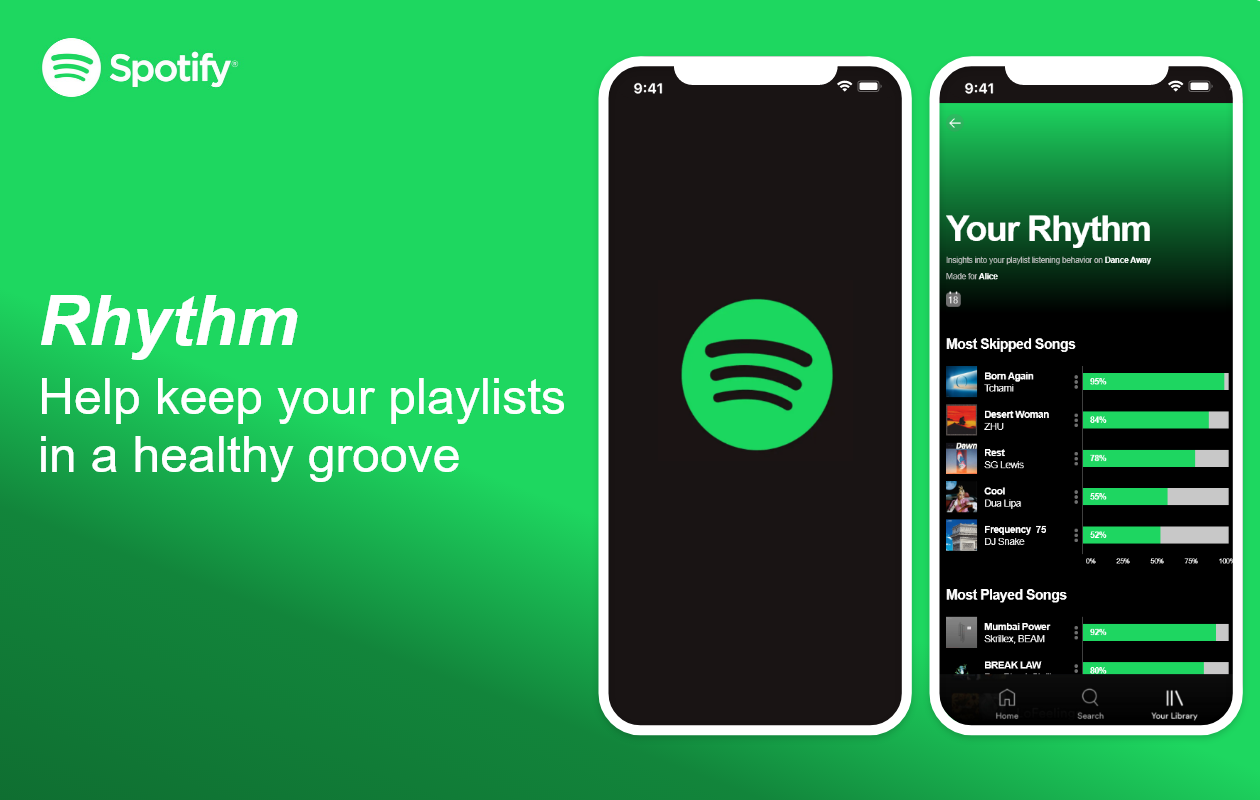 Spotify®
Rhythm
Help keep your playlists
in a healthy groove
9:41
9:41
Your Rhythm
Insights into your playlist listening behavior on Dance Away
Made for Alice
18
Most Skipped Songs
Born Again
Tchami
95%
Desert Woman
ZHU
84%
Dawn
Rest
SG Lewis
78%
Cool
Dua Lipa
55%
Frequency 75
DJ Snake
52%
0% 25% 50% 75% 100%
Most Played Songs
Mumbai Power
Skrillex, BEAM
92%
BREAK LAW
80%
Home Search Your Library